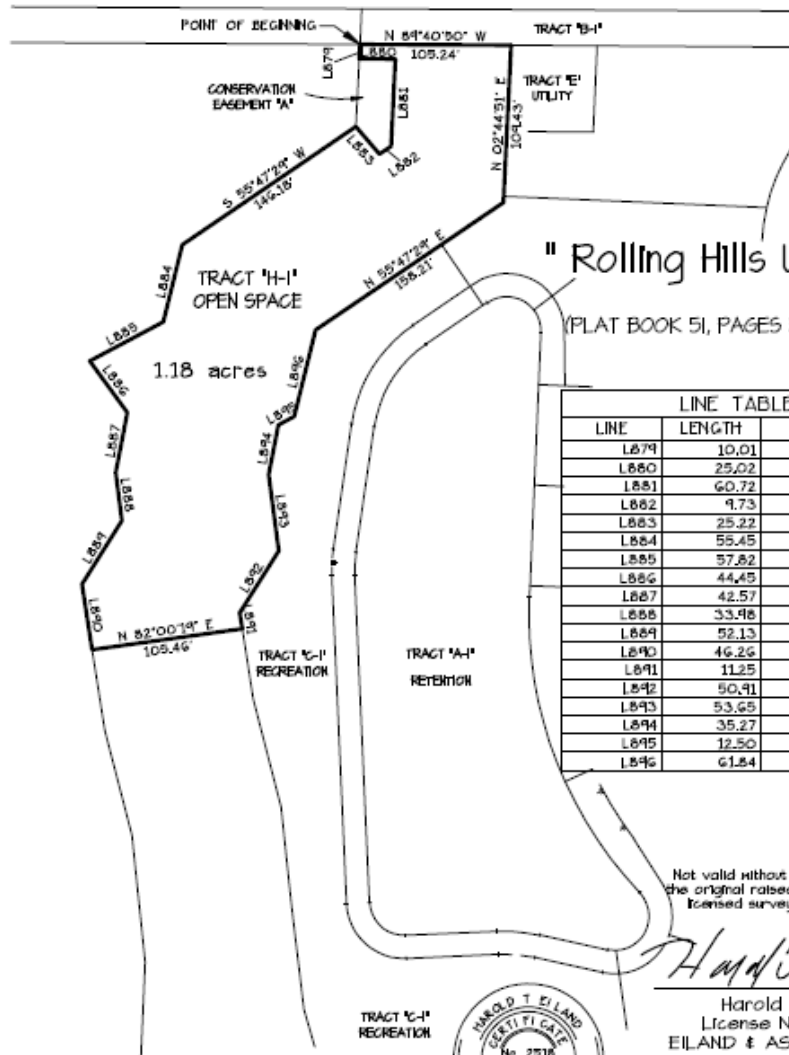 POINT OF BEGINNING
N 89°40'50" W
105.24'
TRACT "B-1"
L879
L880
L881
TRACT "E"
UTILITY
CONSERVATION
EASEMENT "A"
N 02°44'51" E
109.43'
L883
L882
S 55°47'29" W
146.18'
L884
TRACT "H-1"
OPEN SPACE
N 55°47'29" E
158.21'
" Rolling Hills U
(PLAT BOOK 51, PAGES
L885
1.18 acres
L886
L896
L895
L887
L894
L888
L893
L889
L892
L890
L891
N 82°00'19" E
105.46'
TRACT "C-1"
RECREATION
TRACT "A-1"
RETENTION
LINE TABLE
LINE LENGTH
L879 10.01
L880 25.02
L881 60.72
L882 9.73
L883 25.22
L884 55.45
L885 57.82
L886 44.45
L887 42.57
L888 33.98
L889 52.13
L890 46.26
L891 11.25
L892 50.91
L893 53.65
L894 35.27
L895 12.50
L896 61.84
Not valid without
the original raised
licensed survey
Harold
License N
EILAND & AS
TRACT "C-1"
RECREATION
HAROLD T EILAND
CERTIFICATE
No. 2518